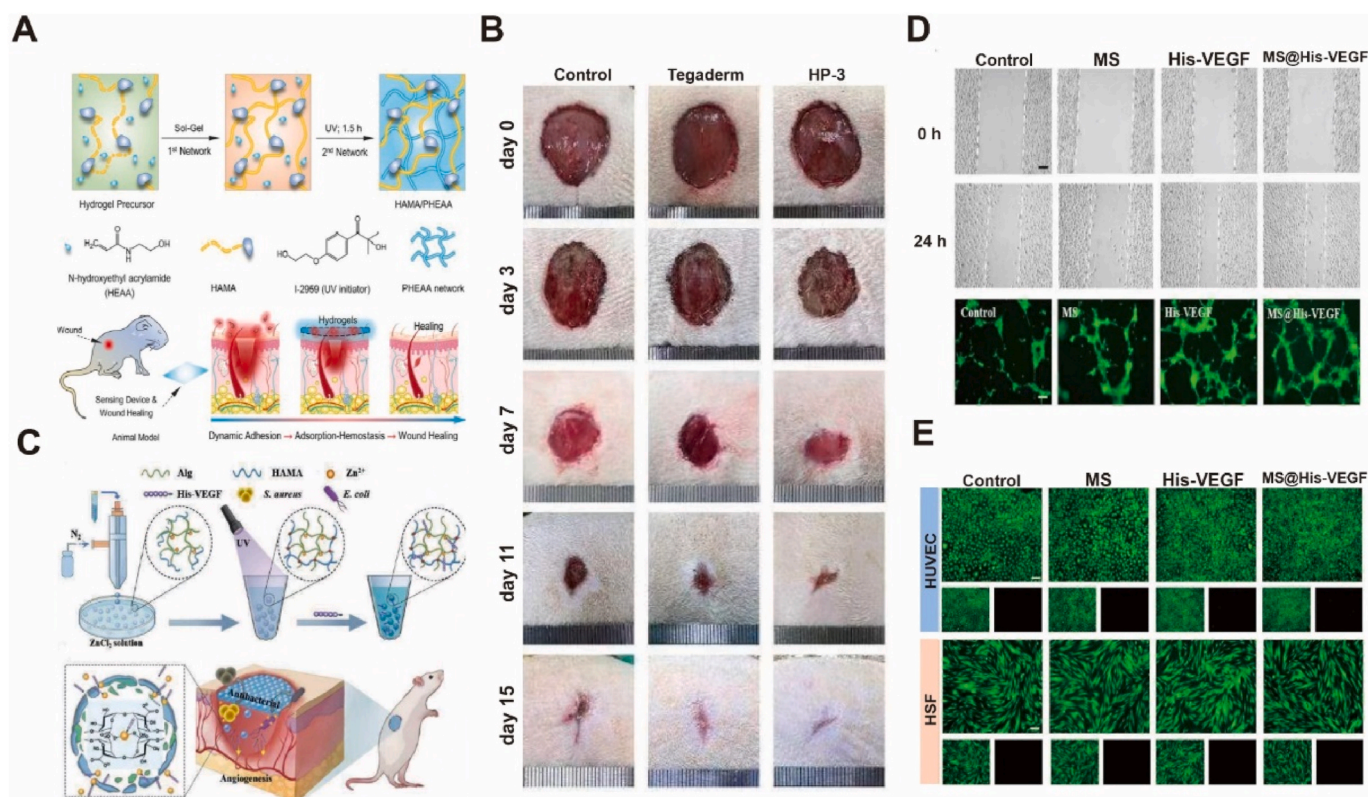 A
Sol-Gel
1st Network
UV; 1.5 h
2nd Network
Hydrogel Precursor
HAMA/PHEAA
H₂C
O
N
H
OH
HO
O
O
OH
N-hydroxyethyl acrylamide
(HEAA)
HAMA
I-2959 (UV initiator)
PHEAA network
Wound
Hydrogels
Healing
Sensing Device &
Wound Healing
Animal Model
Dynamic Adhesion → Adsorption-Hemostasis → Wound Healing
B
Control Tegaderm HP-3
day 0
day 3
day 7
day 11
day 15
C
Alg HAMA Zn²⁺
His-VEGF S. aureus E. coli
N₂
UV
ZnCl₂ solution
Antibacterial
Angiogenesis
D
Control MS His-VEGF MS@His-VEGF
0 h
24 h
Control MS His-VEGF MS@His-VEGF
E
Control MS His-VEGF MS@His-VEGF
HUVEC
HSF